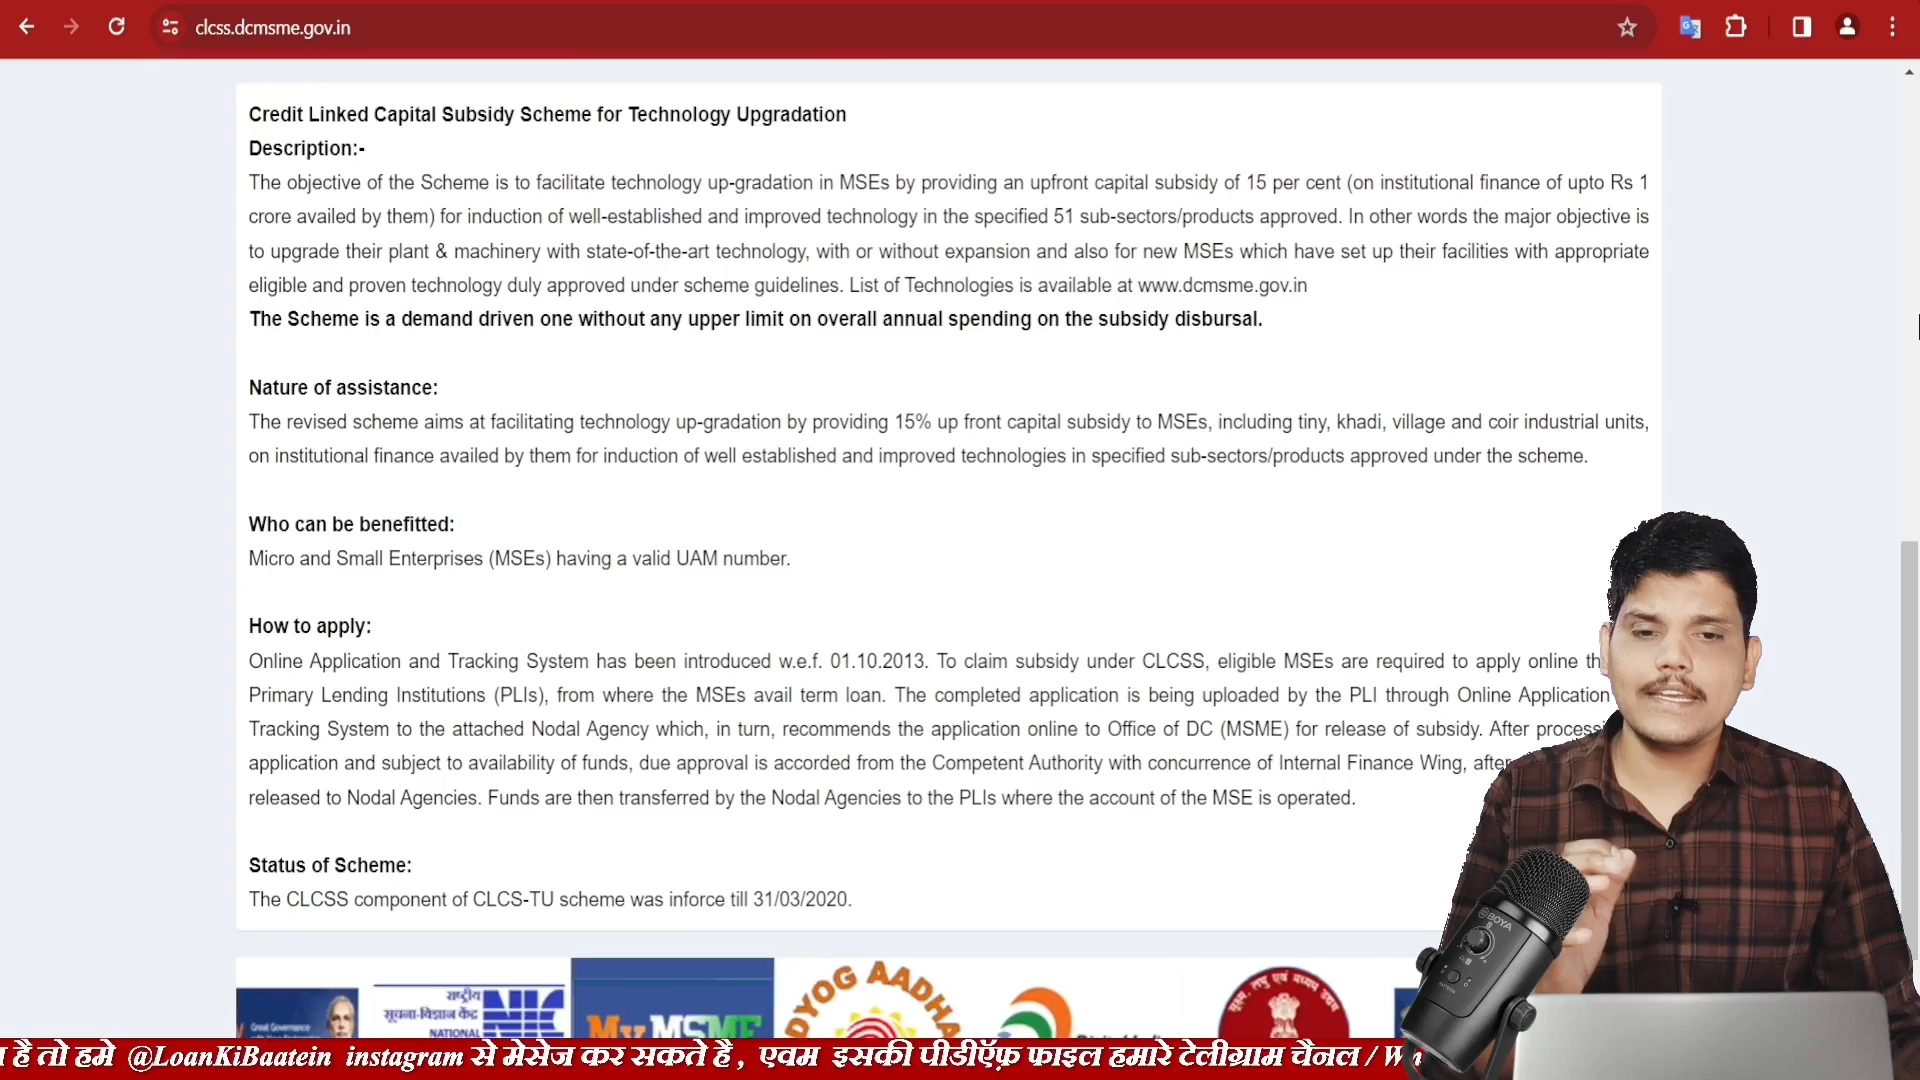 clcss.dcmsme.gov.in
Credit Linked Capital Subsidy Scheme for Technology Upgradation
Description:-
The objective of the Scheme is to facilitate technology up-gradation in MSEs by providing an upfront capital subsidy of 15 per cent (on institutional finance of upto Rs 1
crore availed by them) for induction of well-established and improved technology in the specified 51 sub-sectors/products approved. In other words the major objective is
to upgrade their plant & machinery with state-of-the-art technology, with or without expansion and also for new MSEs which have set up their facilities with appropriate
eligible and proven technology duly approved under scheme guidelines. List of Technologies is available at www.dcmsme.gov.in
The Scheme is a demand driven one without any upper limit on overall annual spending on the subsidy disbursal.
Nature of assistance:
The revised scheme aims at facilitating technology up-gradation by providing 15% up front capital subsidy to MSEs, including tiny, khadi, village and coir industrial units,
on institutional finance availed by them for induction of well established and improved technologies in specified sub-sectors/products approved under the scheme.
Who can be benefitted:
Micro and Small Enterprises (MSEs) having a valid UAM number.
How to apply:
Online Application and Tracking System has been introduced w.e.f. 01.10.2013. To claim subsidy under CLCSS, eligible MSEs are required to apply online th
Primary Lending Institutions (PLIs), from where the MSEs avail term loan. The completed application is being uploaded by the PLI through Online Application
Tracking System to the attached Nodal Agency which, in turn, recommends the application online to Office of DC (MSME) for release of subsidy. After process
application and subject to availability of funds, due approval is accorded from the Competent Authority with concurrence of Internal Finance Wing, after
released to Nodal Agencies. Funds are then transferred by the Nodal Agencies to the PLIs where the account of the MSE is operated.
Status of Scheme:
The CLCSS component of CLCS-TU scheme was inforce till 31/03/2020.
Great Governance
राष्ट्रीय
सूचना-विज्ञान केंद्र
NIC
NATIONAL
My MSME
DYOG AADHA
BOYA
है तो हमे @LoanKiBaatein instagram से मेसेज कर सकते है , एवम इसकी पीडीऍफ़ फाइल हमारे टेलीग्राम चैनल /